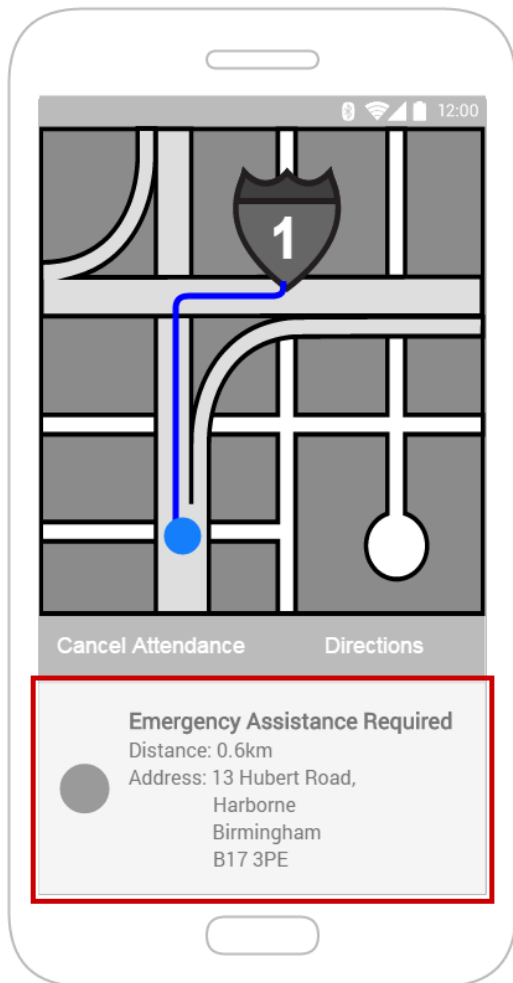 12:00
1
Cancel Attendance Directions
Emergency Assistance Required
Distance: 0.6km
Address: 13 Hubert Road,
Harborne
Birmingham
B17 3PE